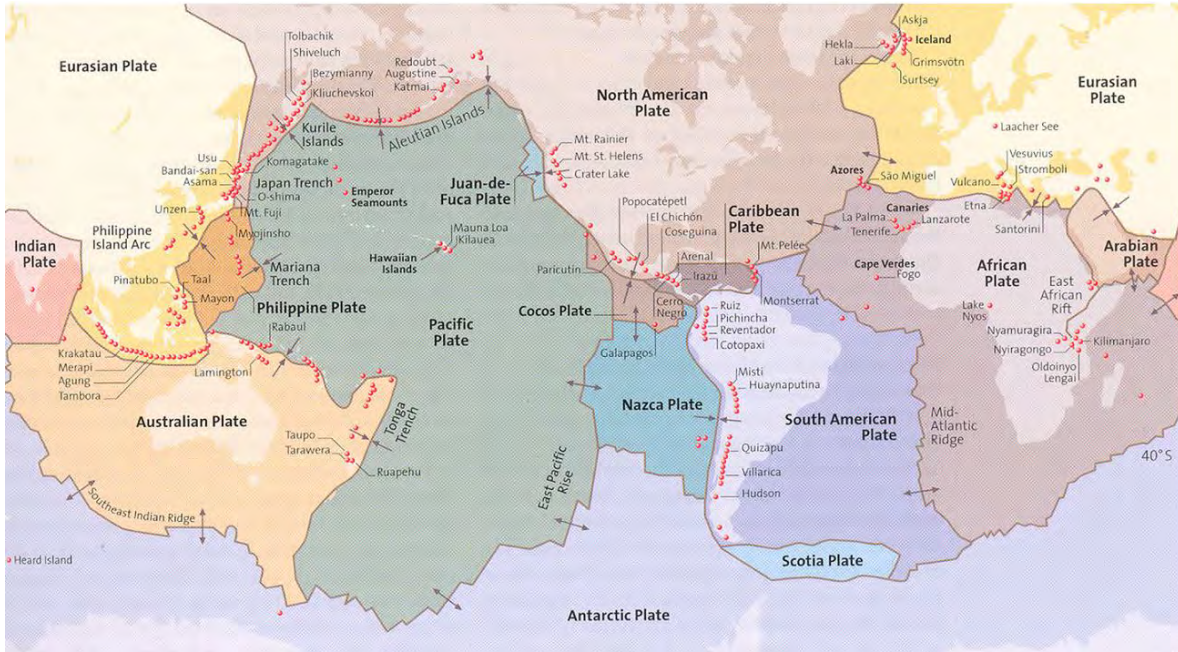 Tolbachik
Shiveluch
Eurasian Plate
Bezymianny
Kliuchevskoi
Redoubt
Augustine
Katmai
North American
Plate
Askja
Hekla
Iceland
Laki
Grimsvötn
Surtsey
Eurasian
Plate
Laacher See
Kurile
Islands
Aleutian Islands
Mt. Rainier
Mt. St. Helens
Crater Lake
Usu
Komagatake
Bandai-san
Asama
Japan Trench
O-shima
Mt. Fuji
Emperor
Seamounts
Juan-de-
Fuca Plate
Azores
São Miguel
Vesuvius
Vulcano
Stromboli
Etna
Santorini
Unzen
Myojinsho
Philippine
Island Arc
Indian
Plate
Popocatépetl
El Chichón
Coseguina
Caribbean
Plate
Canaries
La Palma
Lanzarote
Tenerife
Mauna Loa
Kilauea
Hawaiian
Islands
Paricutin
Arenal
Irazú
Mt. Pelée
Montserrat
Cape Verdes
Fogo
African
Plate
Arabian
Plate
East
African
Rift
Pinatubo
Taal
Mayon
Mariana
Trench
Philippine Plate
Pacific
Plate
Cocos Plate
Cerro
Negro
Ruiz
Pichincha
Reventador
Cotopaxi
Galapagos
Lake
Nyos
Nyamuragira
Kilimanjaro
Nyiragongo
Oldoinyo
Lengai
Rabaul
Krakatau
Merapi
Agung
Tambora
Lamington
Misti
Huaynaputina
Nazca Plate
South American
Plate
Mid-
Atlantic
Ridge
Australian Plate
Tonga
Trench
Taupo
Tarawera
Ruapehu
Quizapu
Villarica
Hudson
40°S
Southeast Indian Ridge
East Pacific
Rise
Heard Island
Scotia Plate
Antarctic Plate